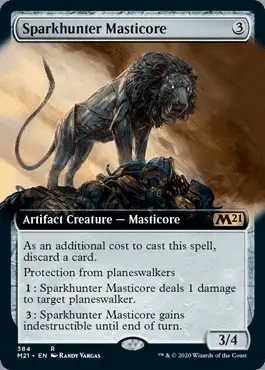 Sparkhunter Masticore 3
Artifact Creature — Masticore M21
As an additional cost to cast this spell,
discard a card.
Protection from planeswalkers
1 : Sparkhunter Masticore deals 1 damage
to target planeswalker.
3 : Sparkhunter Masticore gains
indestructible until end of turn.
3/4
384 R
M21 • EN RANDY VARGAS ™ & © 2020 Wizards of the Coast